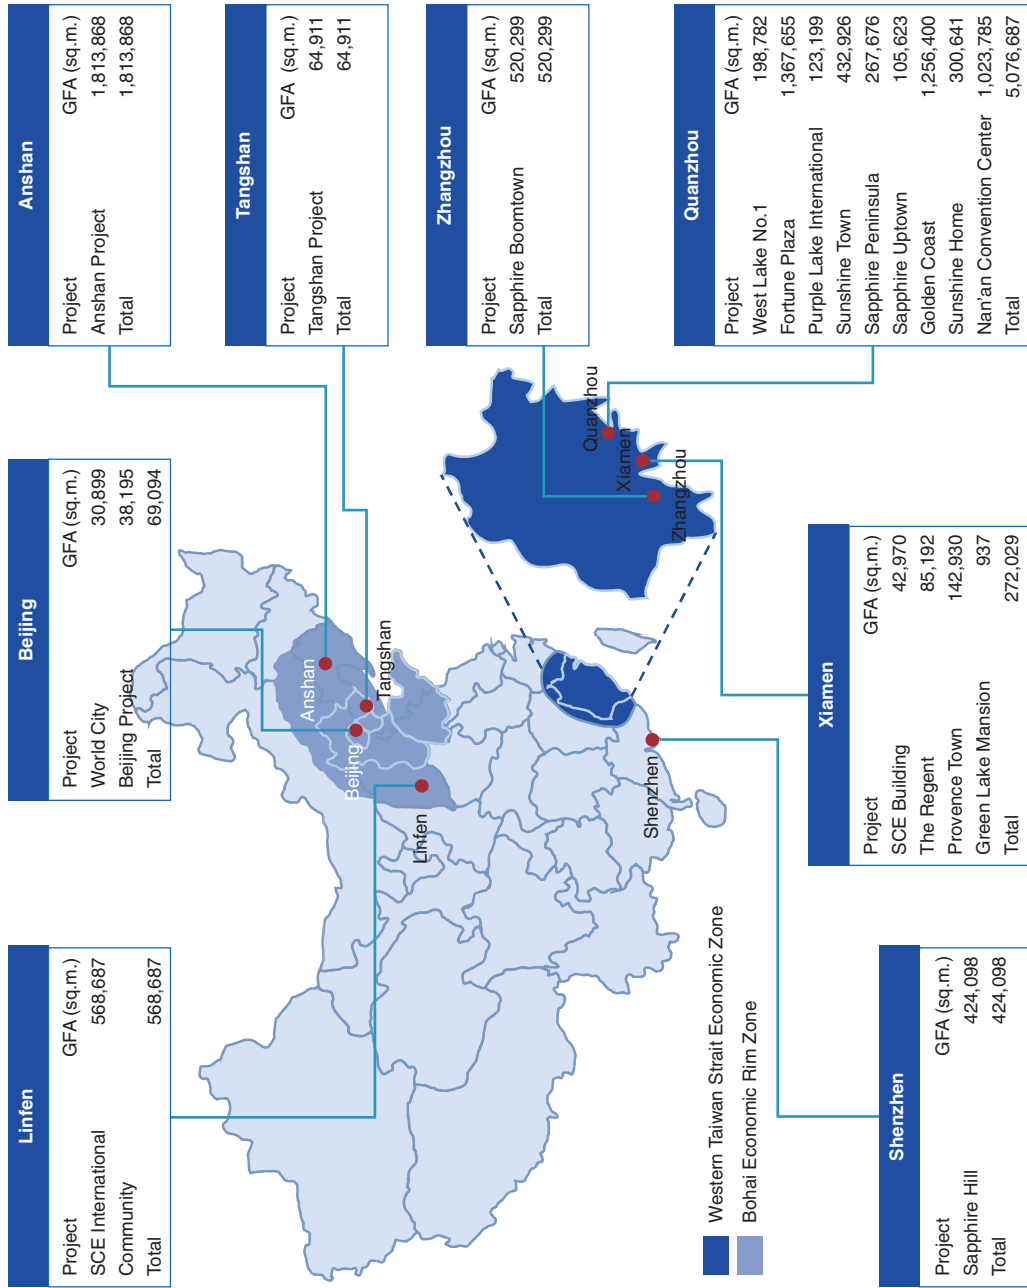 Linfen
Project GFA (sq.m.)
SCE International 568,687
Community
Total 568,687
Beijing
Project GFA (sq.m.)
World City 30,899
Beijing Project 38,195
Total 69,094
Anshan
Project GFA (sq.m.)
Anshan Project 1,813,868
Total 1,813,868
Tangshan
Project GFA (sq.m.)
Tangshan Project 64,911
Total 64,911
Zhangzhou
Project GFA (sq.m.)
Sapphire Boomtown 520,299
Total 520,299
Quanzhou
Project GFA (sq.m.)
West Lake No.1 198,782
Fortune Plaza 1,367,655
Purple Lake International 123,199
Sunshine Town 432,926
Sapphire Peninsula 267,676
Sapphire Uptown 105,623
Golden Coast 1,256,400
Sunshine Home 300,641
Nan'an Convention Center 1,023,785
Total 5,076,687
Anshan
Beijing
Tangshan
Linfen
Shenzhen
Quanzhou
Xiamen
Zhangzhou
Western Taiwan Strait Economic Zone
Bohai Economic Rim Zone
Shenzhen
Project GFA (sq.m.)
Sapphire Hill 424,098
Total 424,098
Xiamen
Project GFA (sq.m.)
SCE Building 42,970
The Regent 85,192
Provence Town 142,930
Green Lake Mansion 937
Total 272,029